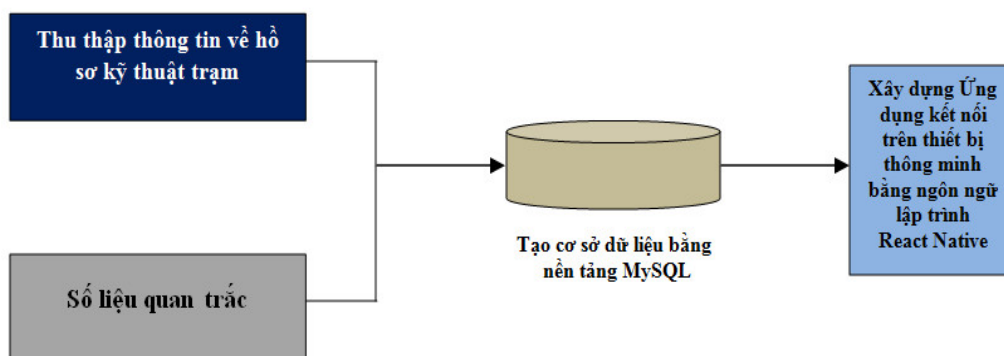 Thu thập thông tin về hồ
sơ kỹ thuật trạm
Số liệu quan trắc
Tạo cơ sở dữ liệu bằng
nền tảng MySQL
Xây dựng Ứng
dụng kết nối
trên thiết bị
thông minh
bằng ngôn ngữ
lập trình
React Native